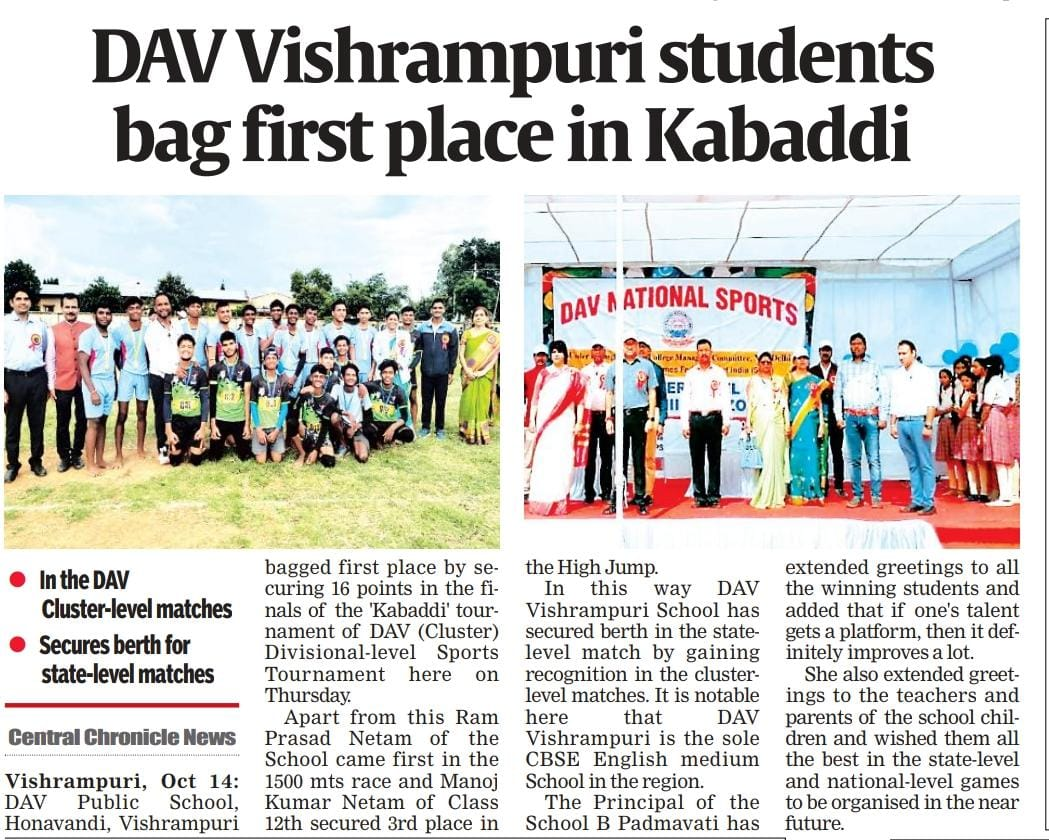 DAV Vishrampuri students
bag first place in Kabaddi
DAV NATIONAL SPORTS
In the DAV
Cluster-level matches
Secures berth for
state-level matches
Central Chronicle News
Vishrampuri, Oct 14:
DAV Public School,
Honavandi, Vishrampuri
bagged first place by se-
curing 16 points in the fi-
nals of the 'Kabaddi' tour-
nament of DAV (Cluster)
Divisional-level Sports
Tournament here on
Thursday.
Apart from this Ram
Prasad Netam of the
School came first in the
1500 mts race and Manoj
Kumar Netam of Class
12th secured 3rd place in
the High Jump.
In this way DAV
Vishrampuri School has
secured berth in the state-
level match by gaining
recognition in the cluster-
level matches. It is notable
here that DAV
Vishrampuri is the sole
CBSE English medium
School in the region.
The Principal of the
School B Padmavati has
extended greetings to all
the winning students and
added that if one's talent
gets a platform, then it def-
initely improves a lot.
She also extended greet-
ings to the teachers and
parents of the school chil-
dren and wished them all
the best in the state-level
and national-level games
to be organised in the near
future.